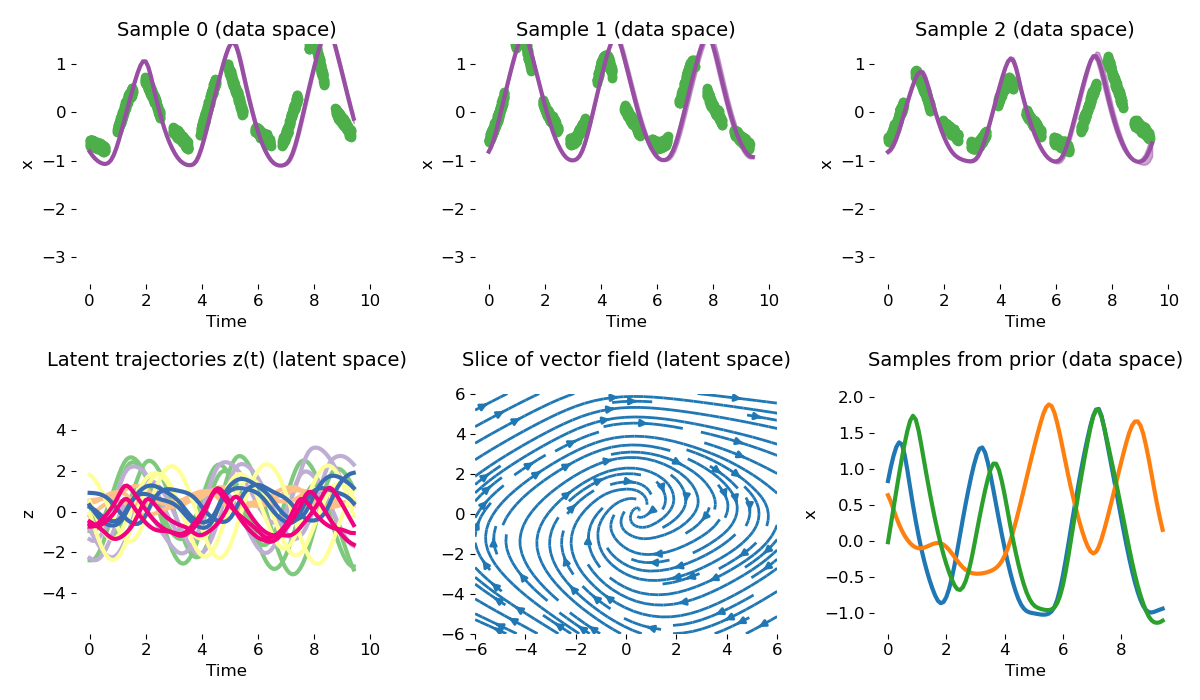 Sample 0 (data space)
Sample 1 (data space)
Sample 2 (data space)
1
0
−1
−2
−3
x
0 2 4 6 8 10
Time
1
0
−1
−2
−3
x
0 2 4 6 8 10
Time
1
0
−1
−2
−3
x
0 2 4 6 8 10
Time
Latent trajectories z(t) (latent space)
Slice of vector field (latent space)
Samples from prior (data space)
4
2
0
−2
−4
z
0 2 4 6 8 10
Time
6
4
2
0
−2
−4
−6
−6 −4 −2 0 2 4 6
2.0
1.5
1.0
0.5
0.0
−0.5
−1.0
x
0 2 4 6 8
Time